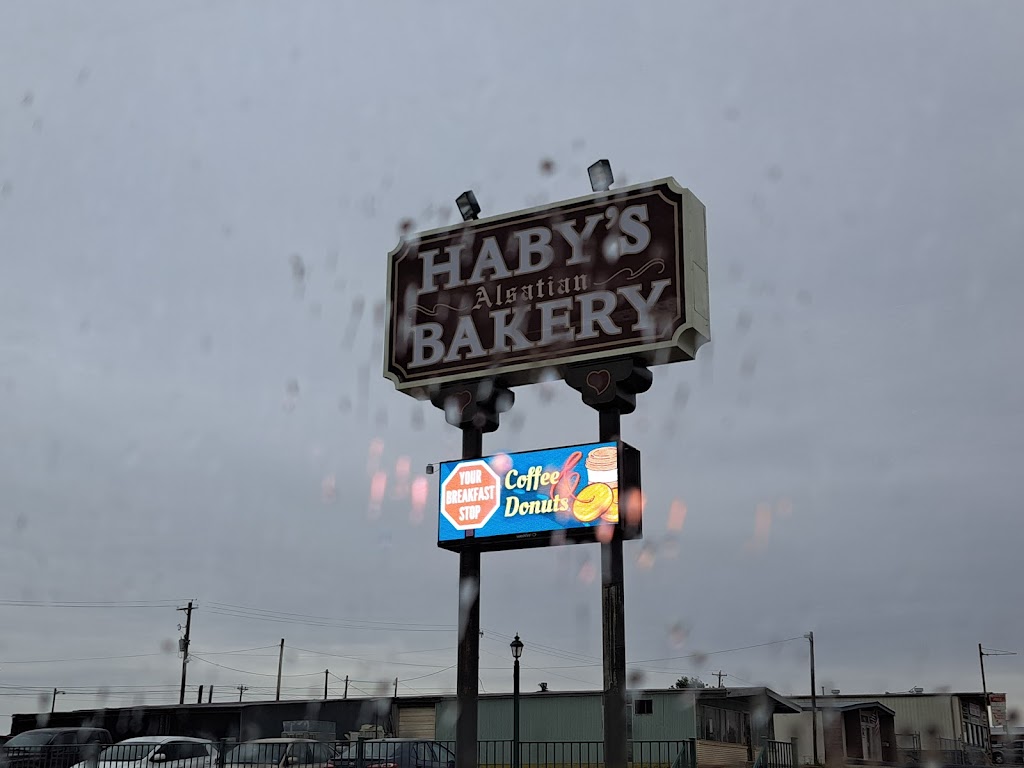 HABY'S
Alsatian
BAKERY
YOUR
BREAKFAST
STOP
Coffee &
Donuts